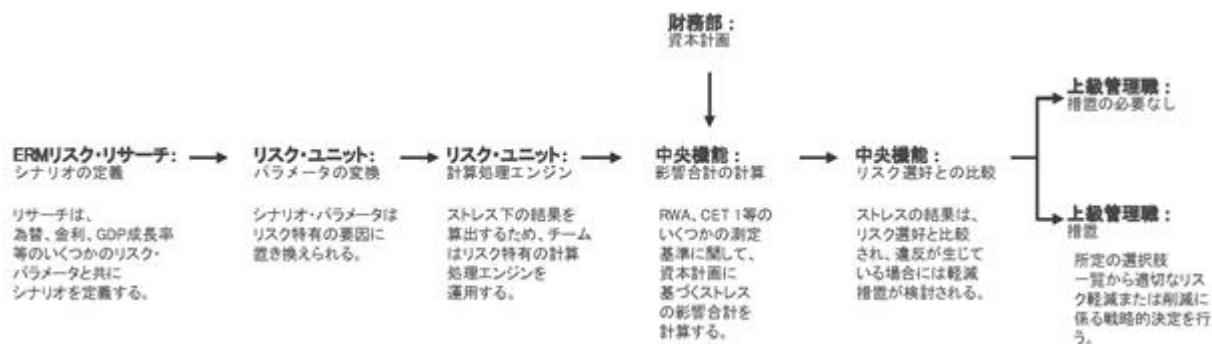 財務部：
資本計画
上級管理職：
措置の必要なし
ERMリスク・リサーチ：
シナリオの定義
リサーチは、
為替、金利、GDP成長率
等のいくつかのリスク・
パラメータと共に
シナリオを定義する。
リスク・ユニット：
パラメータの変換
シナリオ・パラメータは
リスク特有の要因に
置き換えられる。
リスク・ユニット：
計算処理エンジン
ストレス下の結果を
算出するため、チーム
はリスク特有の計算
処理エンジンを
運用する。
中央機能：
影響合計の計算
RWA、CET 1等の
いくつかの測定
基準に関して、
資本計画に
基づくストレス
の影響合計を
計算する。
中央機能：
リスク選好との比較
ストレスの結果は、
リスク選好と比較
され、違反が生じて
いる場合には軽減
措置が検討される。
上級管理職：
措置
所定の選択肢
一覧から適切なリス
ク軽減または削減に
係る戦略的決定を行
う。